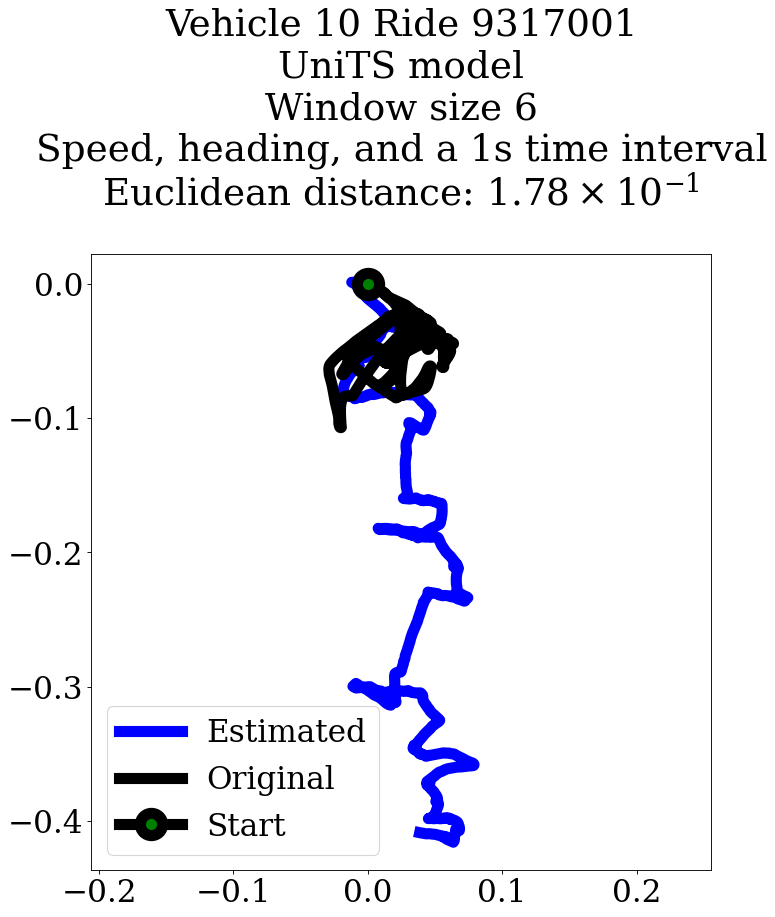 Vehicle 10 Ride 9317001
UniTS model
Window size 6
Speed, heading, and a 1s time interval
Euclidean distance: 1.78 × 10⁻¹
0.0
−0.1
−0.2
−0.3
−0.4
Estimated
Original
Start
−0.2 −0.1 0.0 0.1 0.2